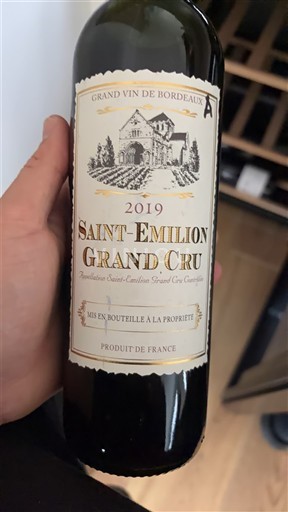 GRAND VIN DE BORDEAUX
A
2019
SAINT-EMILION
GRAND CRU
Appellation Saint-Emilion Grand Cru Contrôlée
MIS EN BOUTEILLE À LA PROPRIÉTÉ
PRODUIT DE FRANCE